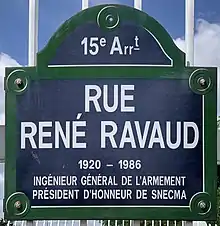 15e Arrt
RUE
RENÉ RAVAUD
1920 - 1986
INGÉNIEUR GÉNÉRAL DE L'ARMEMENT
PRÉSIDENT D'HONNEUR DE SNECMA